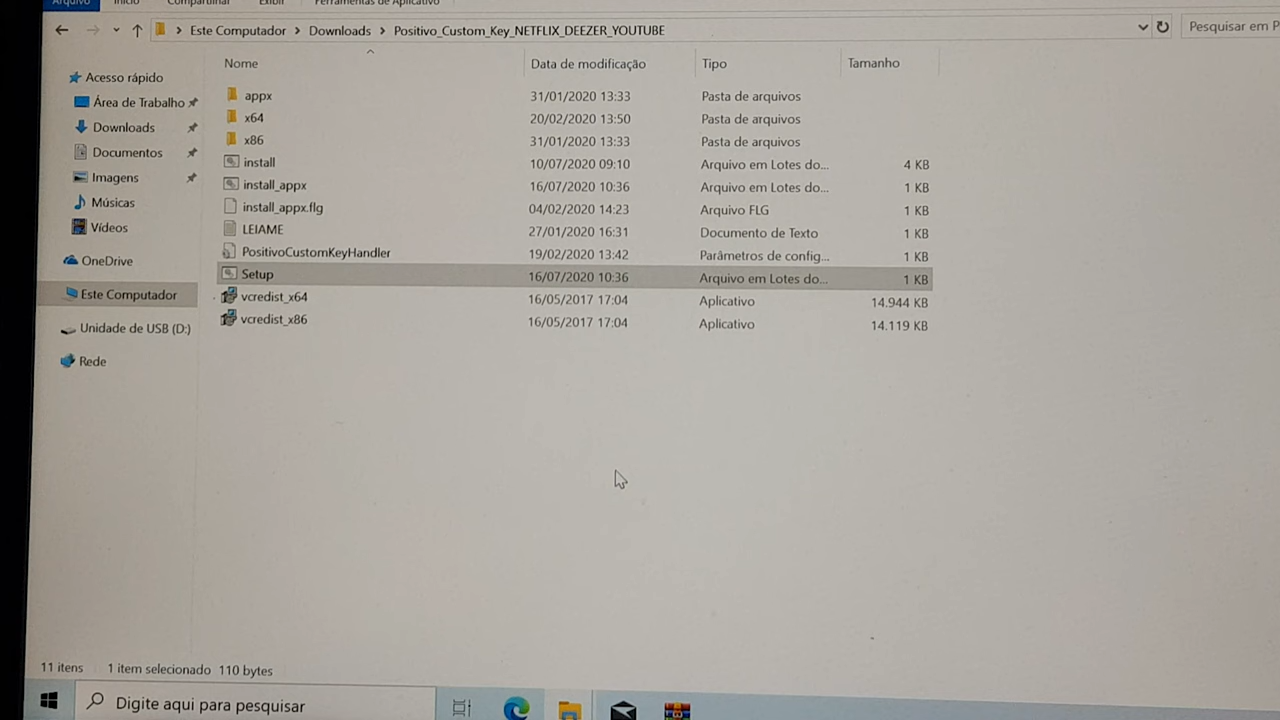 Arquivo Início Compartilhar Exibir Ferramentas de Aplicativo
Este Computador Downloads Positivo_Custom_Key_NETFLIX_DEEZER_YOUTUBE
Pesquisar em P
Nome Data de modificação Tipo Tamanho
Acesso rápido
Área de Trabalho
Downloads
Documentos
Imagens
Músicas
Vídeos
OneDrive
Este Computador
Unidade de USB (D:)
Rede
appx 31/01/2020 13:33 Pasta de arquivos
x64 20/02/2020 13:50 Pasta de arquivos
x86 31/01/2020 13:33 Pasta de arquivos
install 10/07/2020 09:10 Arquivo em Lotes do... 4 KB
install_appx 16/07/2020 10:36 Arquivo em Lotes do... 1 KB
install_appx.flg 04/02/2020 14:23 Arquivo FLG 1 KB
LEIAME 27/01/2020 16:31 Documento de Texto 1 KB
PositivoCustomKeyHandler 19/02/2020 13:42 Parâmetros de config... 1 KB
Setup 16/07/2020 10:36 Arquivo em Lotes do... 1 KB
vcredist_x64 16/05/2017 17:04 Aplicativo 14.944 KB
vcredist_x86 16/05/2017 17:04 Aplicativo 14.119 KB
11 itens 1 item selecionado 110 bytes
Digite aqui para pesquisar